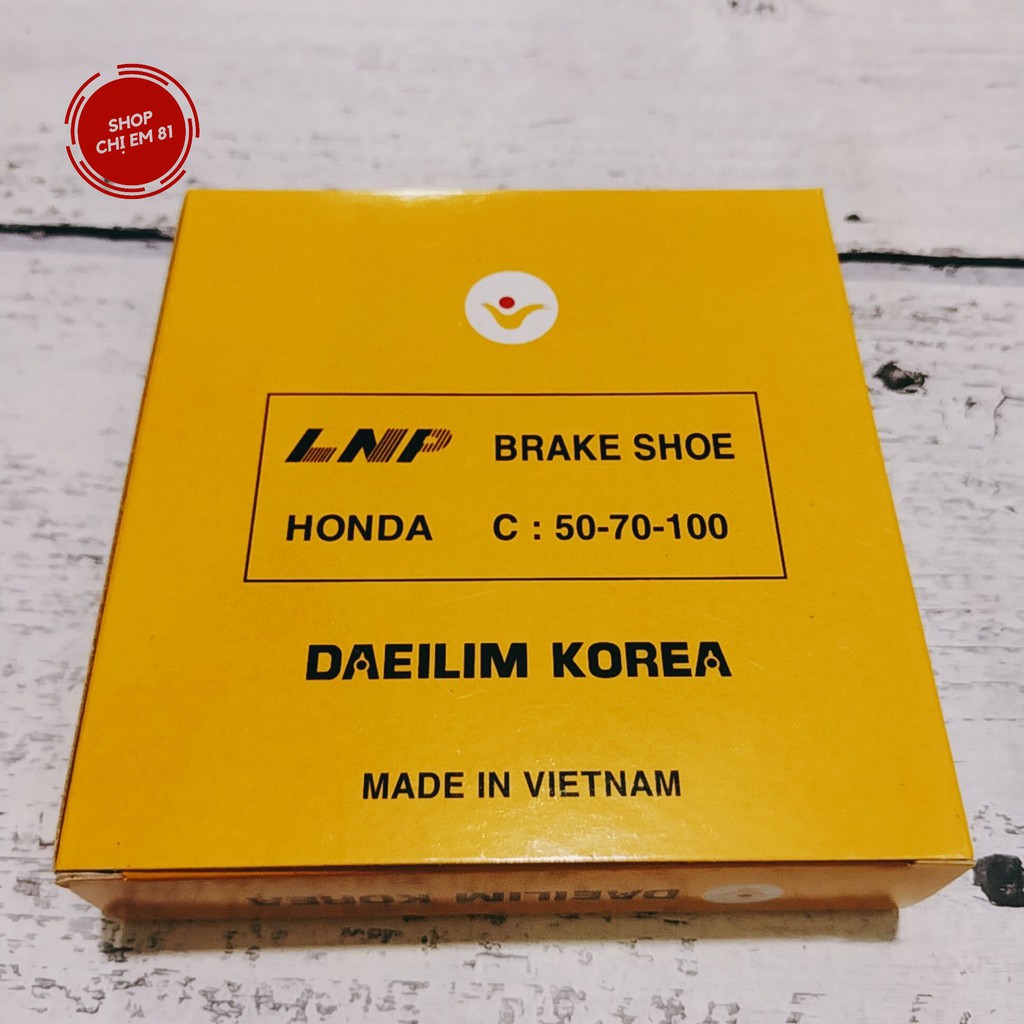 SHOP
CHỊ EM 81
LNP BRAKE SHOE
HONDA C : 50-70-100
DAEILIM KOREA
MADE IN VIETNAM
DAEILIM KOREA